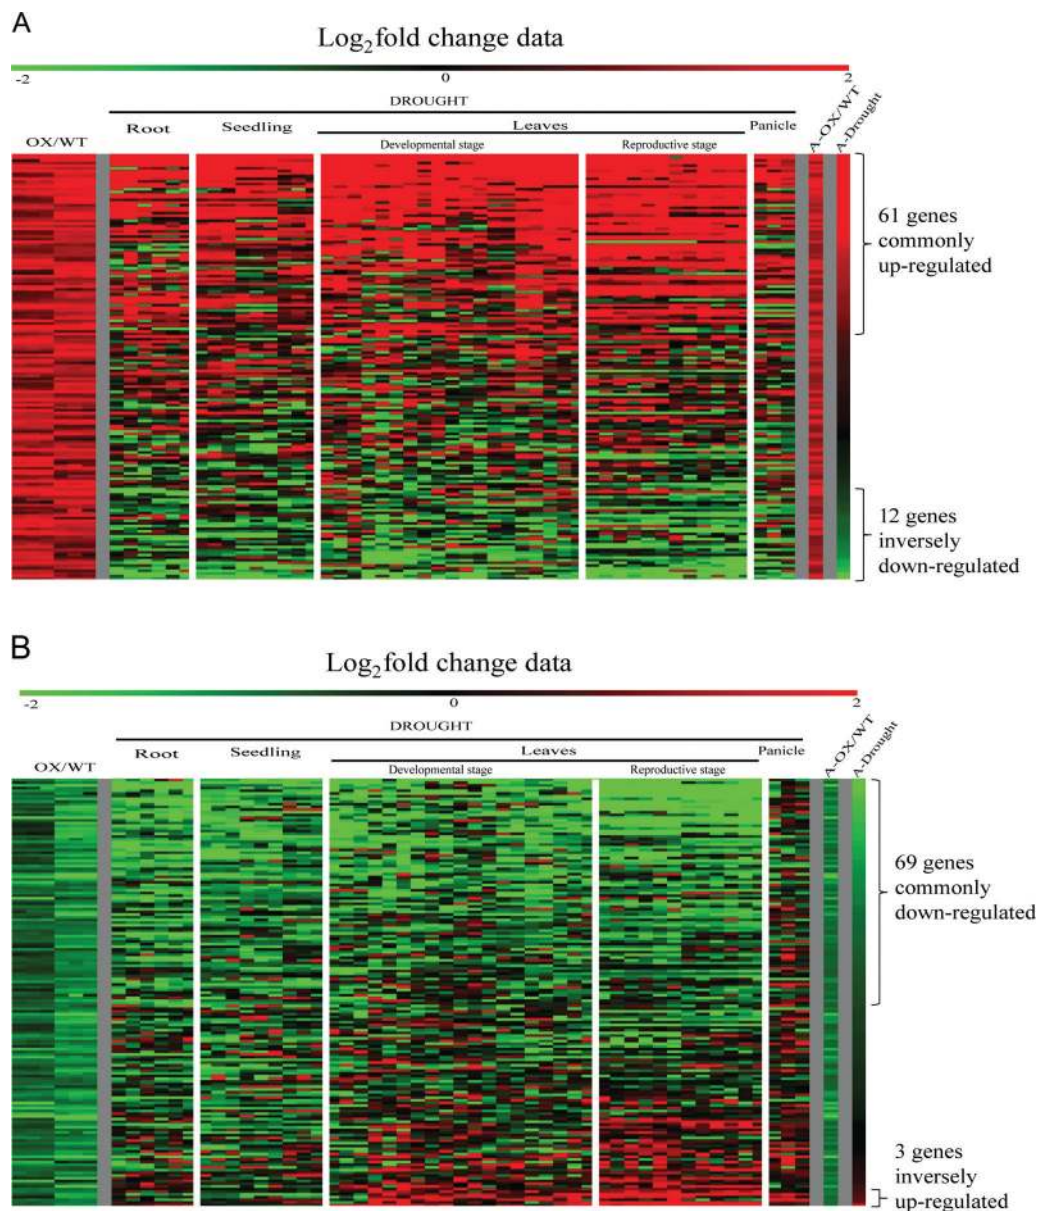 A
Log2fold change data
-2 0 2
DROUGHT
Root Seedling Leaves Panicle
OX/WT Developmental stage Reproductive stage A-OX/WT A-Drought
61 genes
commonly
up-regulated
12 genes
inversely
down-regulated
B
Log2fold change data
-2 0 2
DROUGHT
Root Seedling Leaves Panicle
OX/WT Developmental stage Reproductive stage A-OX/WT A-Drought
69 genes
commonly
down-regulated
3 genes
inversely
up-regulated